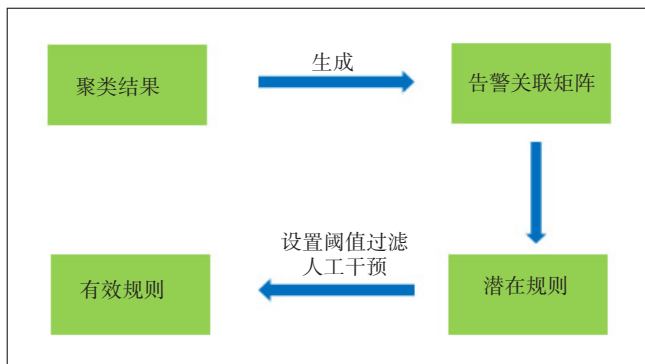 聚类结果
生成
告警关联矩阵
潜在规则
设置阈值过滤
人工干预
有效规则